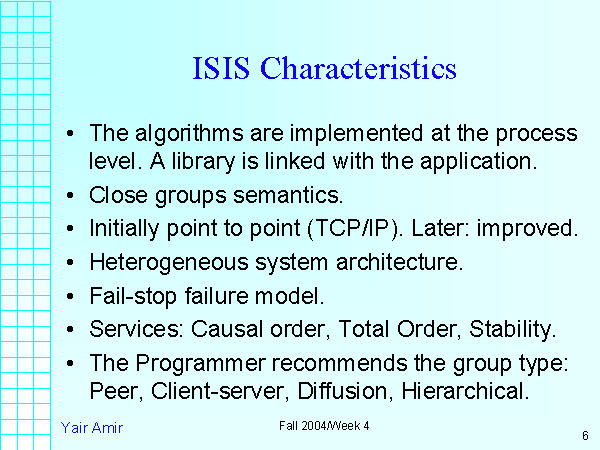 ISIS Characteristics
• The algorithms are implemented at the process
level. A library is linked with the application.
• Close groups semantics.
• Initially point to point (TCP/IP). Later: improved.
• Heterogeneous system architecture.
• Fail-stop failure model.
• Services: Causal order, Total Order, Stability.
• The Programmer recommends the group type:
Peer, Client-server, Diffusion, Hierarchical.
Yair Amir
Fall 2004/Week 4
6